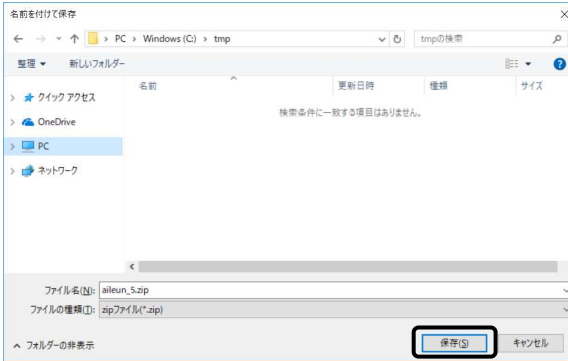 名前を付けて保存
PC › Windows (C:) › tmp
tmpの検索
整理 新しいフォルダー
名前 更新日時 種類 サイズ
検索条件に一致する項目はありません。
クイック アクセス
OneDrive
PC
ネットワーク
ファイル名(N): aileun_5.zip
ファイルの種類(T): zipファイル(*.zip)
フォルダーの非表示
保存(S) キャンセル